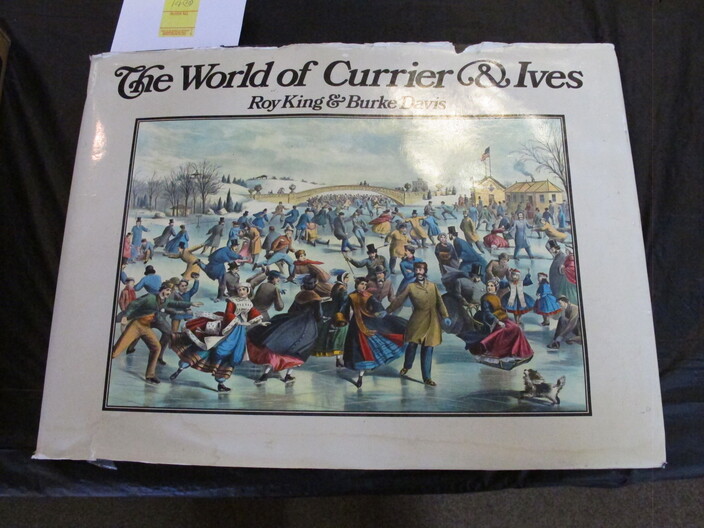 The World of Currier & Ives
Roy King & Burke Davis